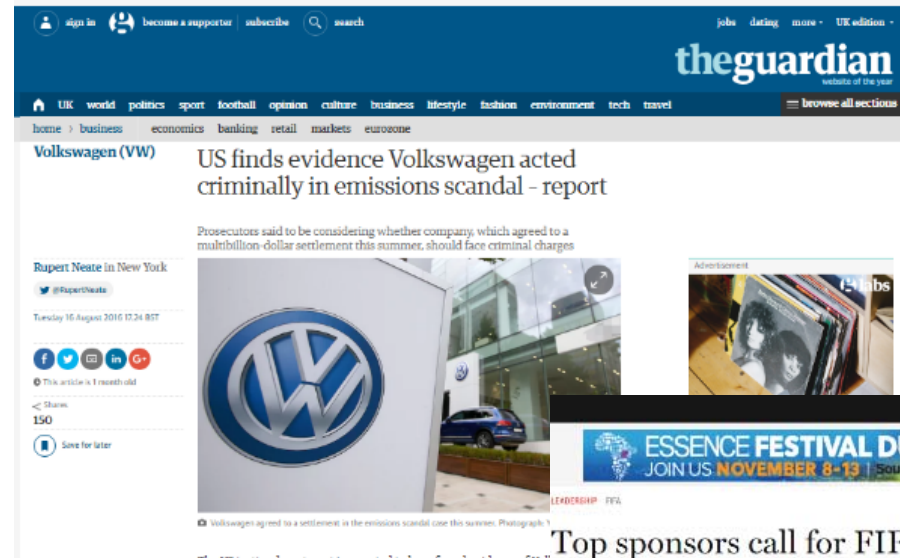 sign in become a supporter subscribe search jobs dating more UK edition
theguardian
website of the year
UK world politics sport football opinion culture business lifestyle fashion environment tech travel browse all sections
home > business economics banking retail markets eurozone
Volkswagen (VW)
US finds evidence Volkswagen acted
criminally in emissions scandal – report
Prosecutors said to be considering whether company, which agreed to a
multibillion-dollar settlement this summer, should face criminal charges
Rupert Neate in New York
@RupertNeate
Tuesday 16 August 2016 17.24 BST
This article is 1 month old
Shares
150
Save for later
Advertisement
labs
Volkswagen agreed to a settlement in the emissions scandal case this summer. Photograph:
ESSENCE FESTIVAL DU
JOIN US NOVEMBER 8-13
LEADERSHIP FIFA
Top sponsors call for FIF